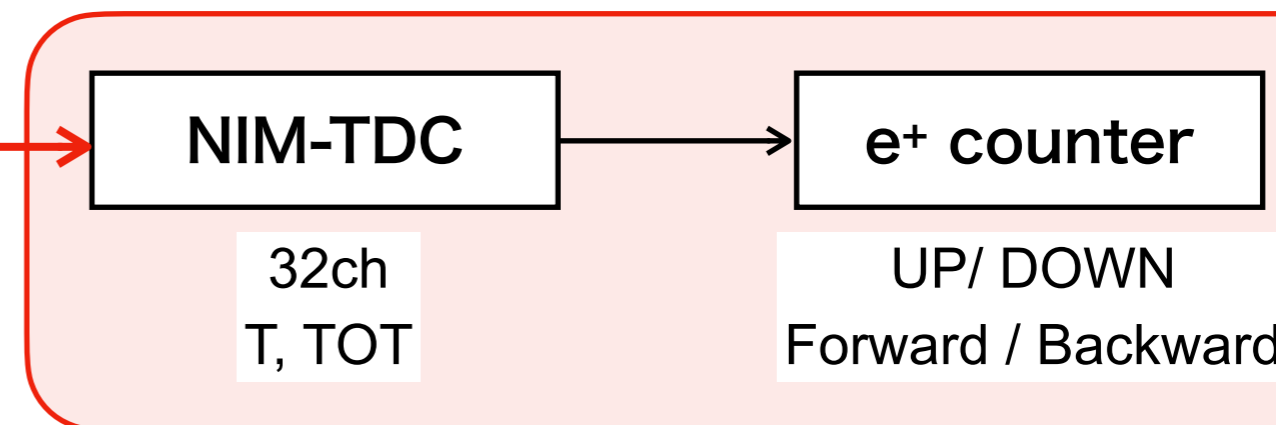 NIM-TDC
e⁺ counter
32ch
T, TOT
UP/ DOWN
Forward / Backward